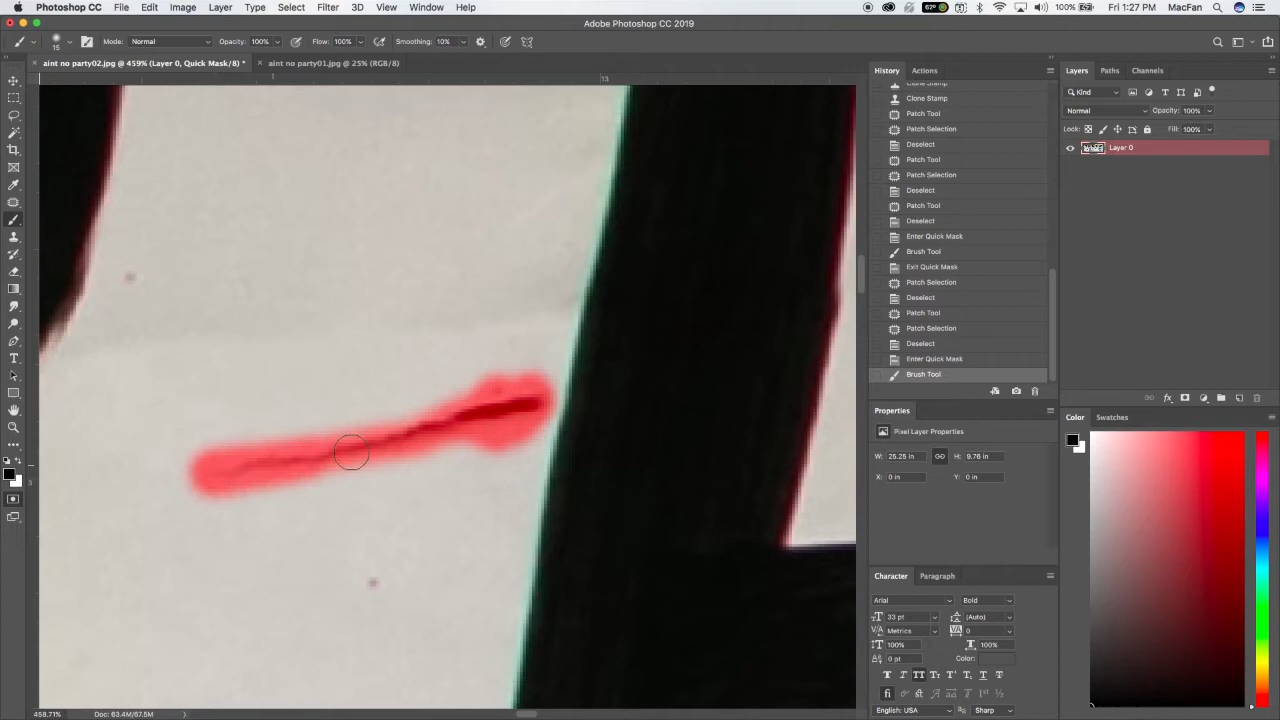 Photoshop CC File Edit Image Layer Type Select Filter 3D View Window Help 62° 100% Fri 1:27 PM MacFan
Adobe Photoshop CC 2019
15 Mode: Normal Opacity: 100% Flow: 100% Smoothing: 10%
aint no party02.jpg @ 459% (Layer 0, Quick Mask/8) * aint no party01.jpg @ 25% (RGB/8)
13
3
History Actions
Clone Stamp
Clone Stamp
Patch Tool
Patch Selection
Deselect
Patch Tool
Patch Selection
Deselect
Patch Tool
Deselect
Enter Quick Mask
Brush Tool
Exit Quick Mask
Patch Selection
Deselect
Patch Tool
Patch Selection
Deselect
Enter Quick Mask
Brush Tool
Properties
Pixel Layer Properties
W: 25.25 in H: 9.76 in
X: 0 in Y: 0 in
Character Paragraph
Arial Bold
33 pt (Auto)
Metrics 0
100% 100%
0 pt Color:
English: USA Sharp
Layers Paths Channels
Kind
Normal Opacity: 100%
Lock: Fill: 100%
Layer 0
Color Swatches
458.71% Doc: 63.4M/67.5M